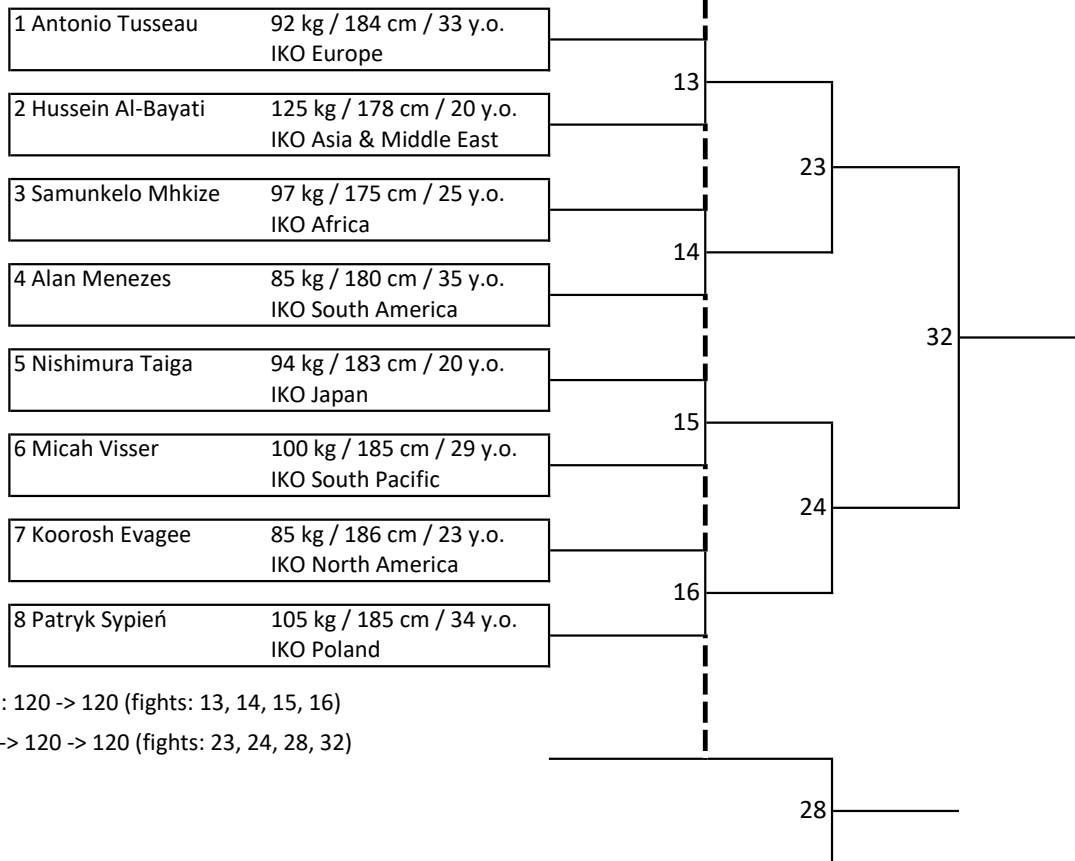 1 Antonio Tusseau 92 kg / 184 cm / 33 y.o.
IKO Europe
13
2 Hussein Al-Bayati 125 kg / 178 cm / 20 y.o.
IKO Asia & Middle East
23
3 Samunkelo Mhkize 97 kg / 175 cm / 25 y.o.
IKO Africa
14
4 Alan Menezes 85 kg / 180 cm / 35 y.o.
IKO South America
32
5 Nishimura Taiga 94 kg / 183 cm / 20 y.o.
IKO Japan
15
6 Micah Visser 100 kg / 185 cm / 29 y.o.
IKO South Pacific
24
7 Koorosh Evagee 85 kg / 186 cm / 23 y.o.
IKO North America
16
8 Patryk Sypień 105 kg / 185 cm / 34 y.o.
IKO Poland
: 120 -> 120 (fights: 13, 14, 15, 16)
-> 120 -> 120 (fights: 23, 24, 28, 32)
28